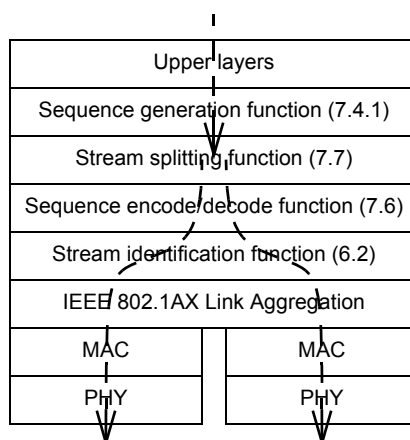 Upper layers
Sequence generation function (7.4.1)
Stream splitting function (7.7)
Sequence encode/decode function (7.6)
Stream identification function (6.2)
IEEE 802.1AX Link Aggregation
MAC MAC
PHY PHY